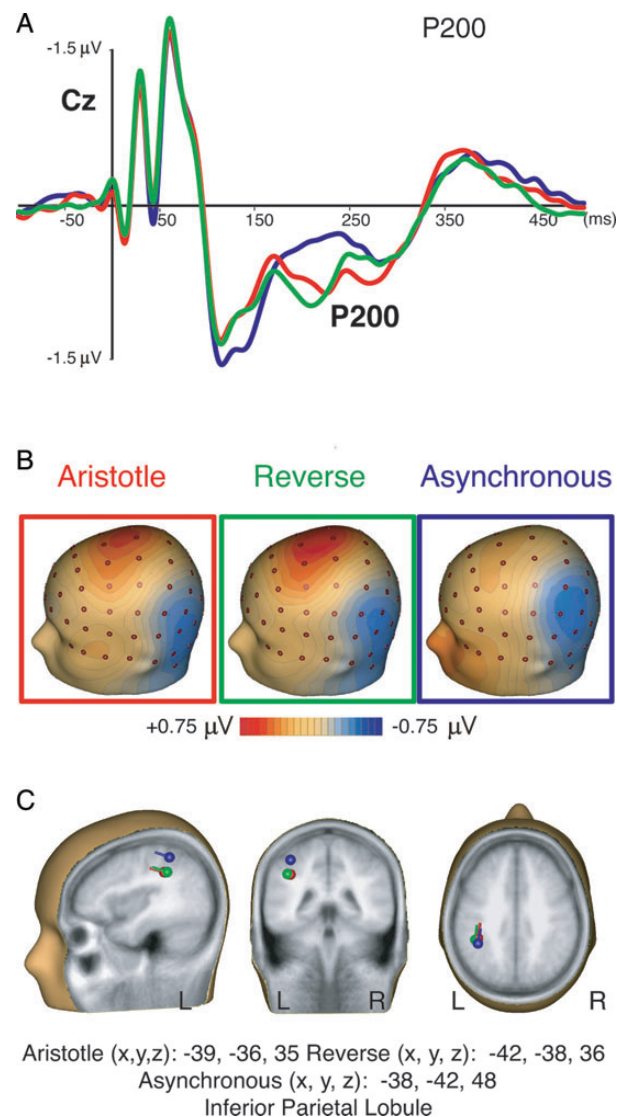 A
-1.5 µV
P200
Cz
-50 50 150 250 350 450 (ms)
P200
-1.5 µV
B
Aristotle Reverse Asynchronous
+0.75 µV -0.75 µV
C
L L R L R
Aristotle (x,y,z): -39, -36, 35 Reverse (x, y, z): -42, -38, 36
Asynchronous (x, y, z): -38, -42, 48
Inferior Parietal Lobule